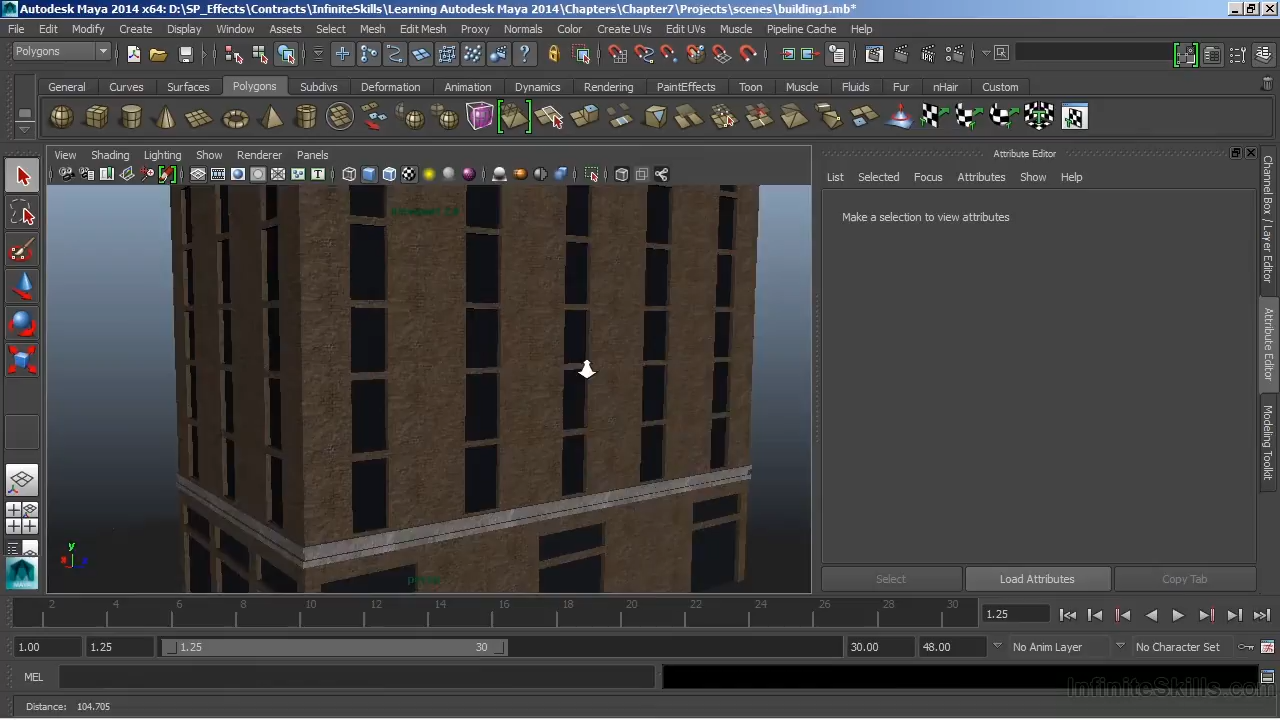 Autodesk Maya 2014 x64: D:\SP_Effects\Contracts\InfiniteSkills\Learning Autodesk Maya 2014\Chapters\Chapter7\Projects\scenes\building1.mb*
File Edit Modify Create Display Window Assets Select Mesh Edit Mesh Proxy Normals Color Create UVs Edit UVs Muscle Pipeline Cache Help
Polygons
General Curves Surfaces Polygons Subdivs Deformation Animation Dynamics Rendering PaintEffects Toon Muscle Fluids Fur nHair Custom
View Shading Lighting Show Renderer Panels
Attribute Editor
List Selected Focus Attributes Show Help
Make a selection to view attributes
Channel Box / Layer Editor
Attribute Editor
Modeling Toolkit
y
Select Load Attributes Copy Tab
2 4 6 8 10 12 14 16 18 20 22 24 26 28 30 1.25
1.00 1.25 1.25 30 30.00 48.00 No Anim Layer No Character Set
MEL
InfiniteSkills.com
Distance: 104.705